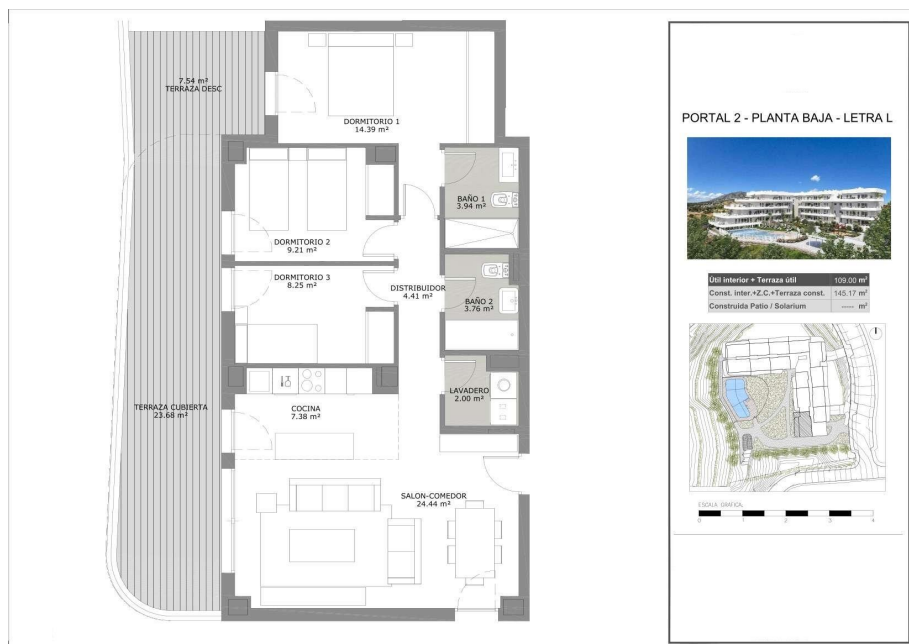 7.54 m²
TERRAZA DESC
DORMITORIO 1
14.39 m²
BAÑO 1
3.94 m²
DORMITORIO 2
9.21 m²
DORMITORIO 3
8.25 m²
DISTRIBUIDOR
4.41 m²
BAÑO 2
3.76 m²
LAVADERO
2.00 m²
TERRAZA CUBIERTA
23.68 m²
COCINA
7.38 m²
SALON-COMEDOR
24.44 m²
PORTAL 2 - PLANTA BAJA - LETRA L
Útil interior + Terraza útil 109.00 m²
Const. inter.+Z.C.+Terraza const. 145.17 m²
Construida Patio / Solarium ----- m²
ESCALA GRÁFICA:
0 1 2 3 4